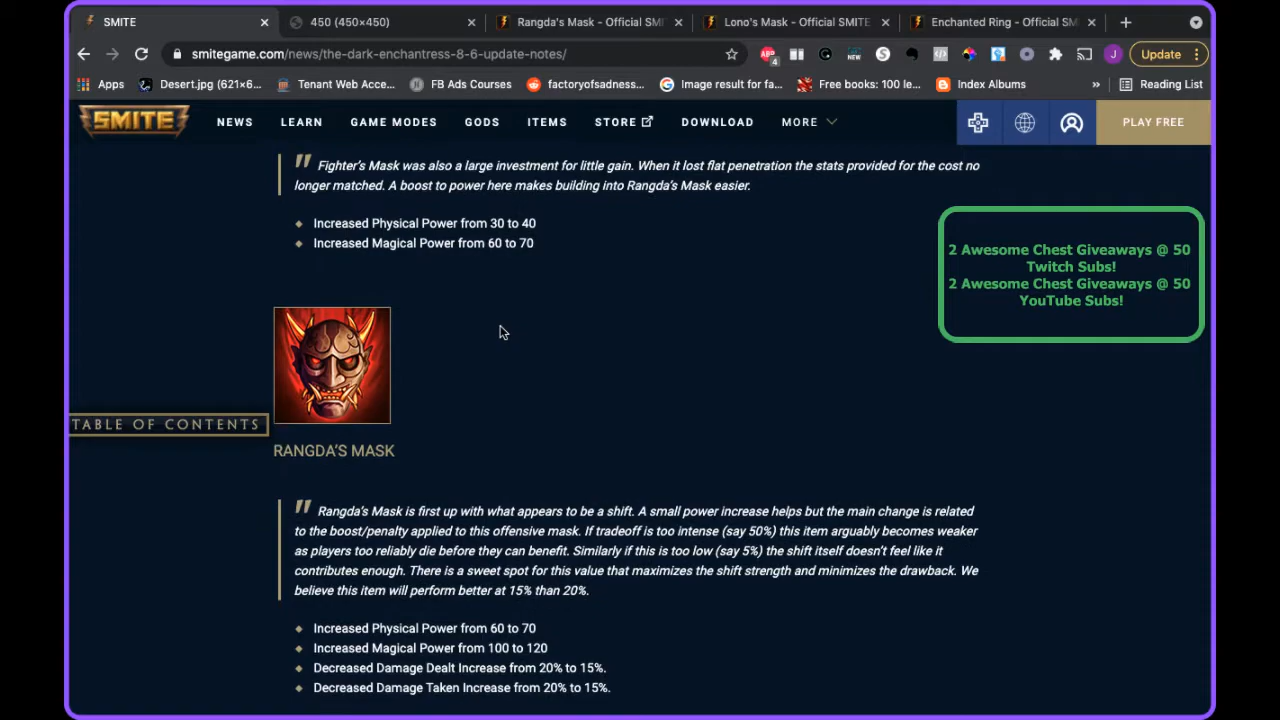 SMITE
450 (450×450)
Rangda's Mask - Official SMI
Lono's Mask - Official SMITE
Enchanted Ring - Official SM
smitegame.com/news/the-dark-enchantress-8-6-update-notes/
4
NEW
J
Update
Apps
Desert.jpg (621×6...
Tenant Web Acce...
FB Ads Courses
factoryofsadness...
Image result for fa...
Free books: 100 le...
Index Albums
»
Reading List
SMITE
NEWS
LEARN
GAME MODES
GODS
ITEMS
STORE
DOWNLOAD
MORE
PLAY FREE
" Fighter's Mask was also a large investment for little gain. When it lost flat penetration the stats provided for the cost no
longer matched. A boost to power here makes building into Rangda's Mask easier.
Increased Physical Power from 30 to 40
Increased Magical Power from 60 to 70
2 Awesome Chest Giveaways @ 50
Twitch Subs!
2 Awesome Chest Giveaways @ 50
YouTube Subs!
TABLE OF CONTENTS
RANGDA'S MASK
" Rangda's Mask is first up with what appears to be a shift. A small power increase helps but the main change is related
to the boost/penalty applied to this offensive mask. If tradeoff is too intense (say 50%) this item arguably becomes weaker
as players too reliably die before they can benefit. Similarly if this is too low (say 5%) the shift itself doesn't feel like it
contributes enough. There is a sweet spot for this value that maximizes the shift strength and minimizes the drawback. We
believe this item will perform better at 15% than 20%.
Increased Physical Power from 60 to 70
Increased Magical Power from 100 to 120
Decreased Damage Dealt Increase from 20% to 15%.
Decreased Damage Taken Increase from 20% to 15%.